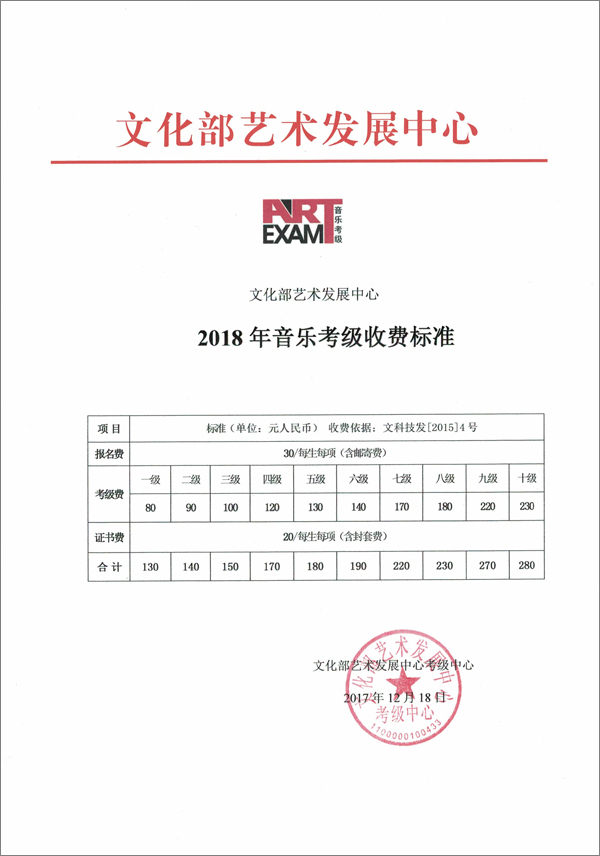 文化部艺术发展中心
ART
EXAM
音乐考级
文化部艺术发展中心
2018 年音乐考级收费标准
项 目 标准（单位：元人民币） 收费依据：文科技发[2015]4 号
报名费 30/每生每项（含邮寄费）
考级费 一级 二级 三级 四级 五级 六级 七级 八级 九级 十级
80 90 100 120 130 140 170 180 220 230
证书费 20/每生每项（含封套费）
合 计 130 140 150 170 180 190 220 230 270 280
文化部艺术发展中心考级中心
2017 年 12 月 18 日
文化部艺术发展中心
考级中心
1100000100433